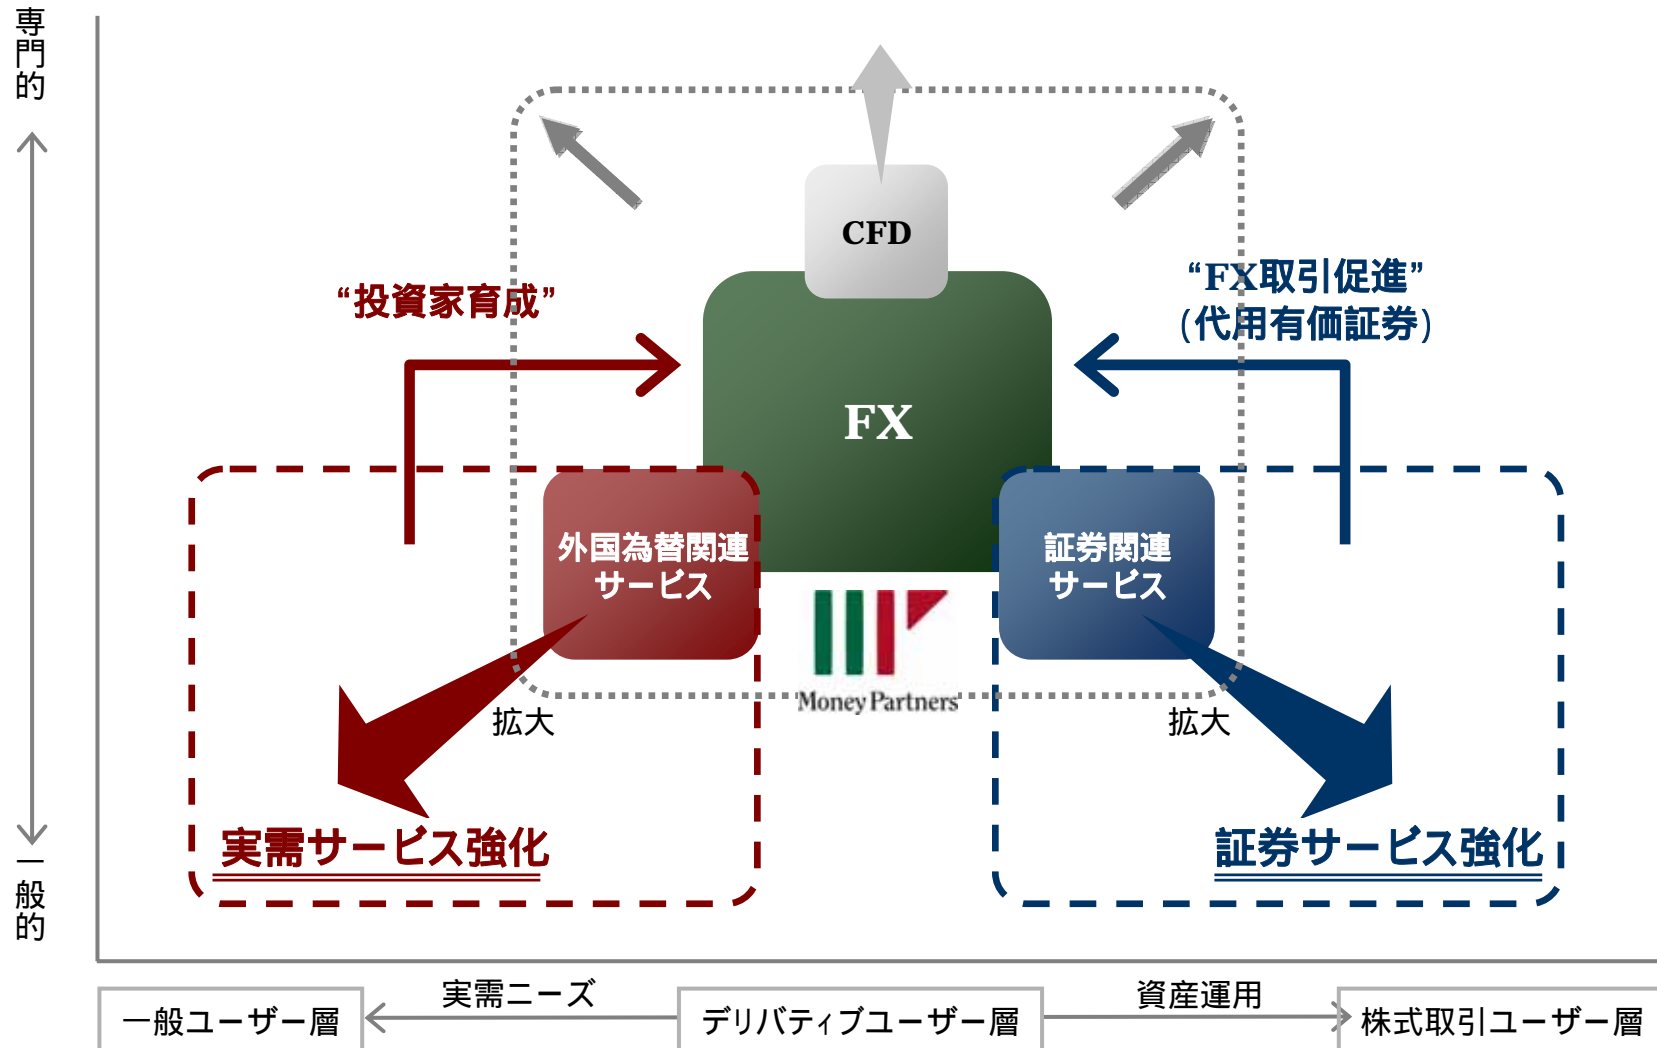 専門的
CFD
“投資家育成”
“FX取引促進”
(代用有価証券)
FX
外国為替関連
サービス
証券関連
サービス
Money Partners
拡大
拡大
実需サービス強化
証券サービス強化
一般的
実需ニーズ
資産運用
一般ユーザー層
デリバティブユーザー層
株式取引ユーザー層